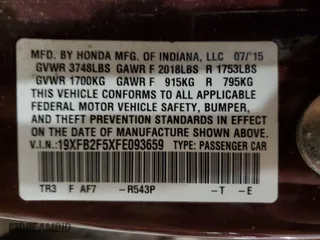 MFD. BY HONDA MFG. OF INDIANA, LLC 07/'15
GVWR 3748LBS GAWR F 2018LBS R 1753LBS
GVWR 1700KG GAWR F 915KG R 795KG
THIS VEHICLE CONFORMS TO ALL APPLICABLE
FEDERAL MOTOR VEHICLE SAFETY, BUMPER,
AND THEFT PREVENTION STANDARDS IN EFFECT ON
THE DATE OF MANUFACTURE SHOWN ABOVE.
19XFB2F5XFE093659 TYPE: PASSENGER CAR
TR3 F AF7 -R543P -T -E
DREAMBID